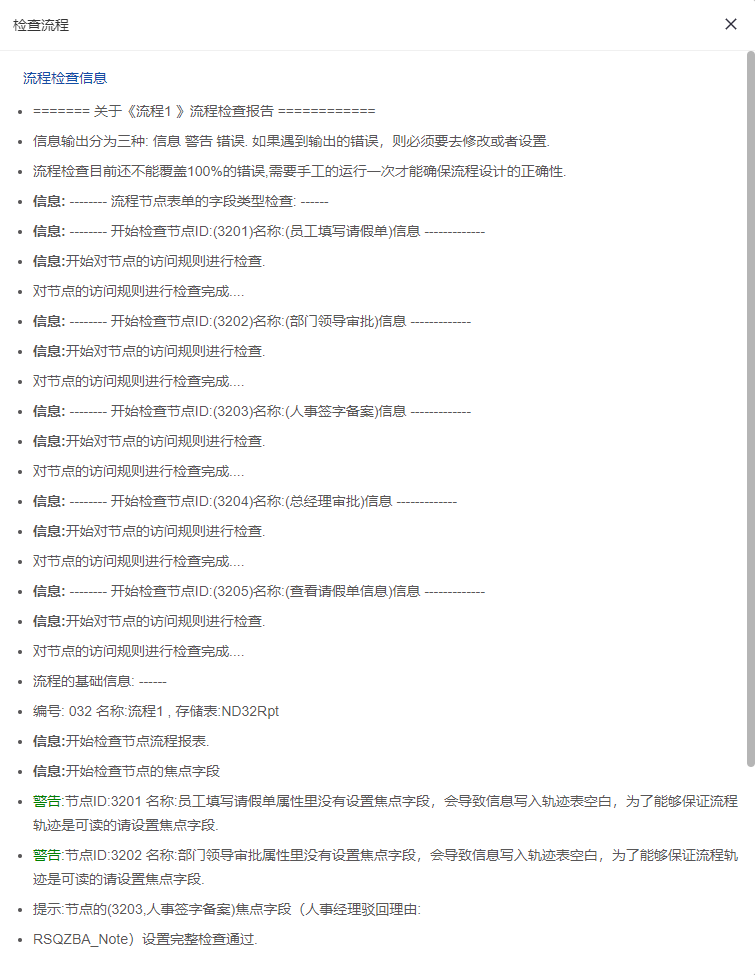 检查流程
流程检查信息
======= 关于《流程1 》流程检查报告 ============
信息输出分为三种: 信息 警告 错误. 如果遇到输出的错误，则必须要去修改或者设置.
流程检查目前还不能覆盖100%的错误,需要手工的运行一次才能确保流程设计的正确性.
信息: -------- 流程节点表单的字段类型检查: ------
信息: -------- 开始检查节点ID:(3201)名称:(员工填写请假单)信息 -------------
信息:开始对节点的访问规则进行检查.
对节点的访问规则进行检查完成....
信息: -------- 开始检查节点ID:(3202)名称:(部门领导审批)信息 -------------
信息:开始对节点的访问规则进行检查.
对节点的访问规则进行检查完成....
信息: -------- 开始检查节点ID:(3203)名称:(人事签字备案)信息 -------------
信息:开始对节点的访问规则进行检查.
对节点的访问规则进行检查完成....
信息: -------- 开始检查节点ID:(3204)名称:(总经理审批)信息 -------------
信息:开始对节点的访问规则进行检查.
对节点的访问规则进行检查完成....
信息: -------- 开始检查节点ID:(3205)名称:(查看请假单信息)信息 -------------
信息:开始对节点的访问规则进行检查.
对节点的访问规则进行检查完成....
流程的基础信息: ------
编号: 032 名称:流程1 , 存储表:ND32Rpt
信息:开始检查节点流程报表.
信息:开始检查节点的焦点字段
警告:节点ID:3201 名称:员工填写请假单属性里没有设置焦点字段，会导致信息写入轨迹表空白，为了能够保证流程
轨迹是可读的请设置焦点字段.
警告:节点ID:3202 名称:部门领导审批属性里没有设置焦点字段，会导致信息写入轨迹表空白，为了能够保证流程轨
迹是可读的请设置焦点字段.
提示:节点的(3203,人事签字备案)焦点字段（人事经理驳回理由:
RSQZBA_Note）设置完整检查通过.